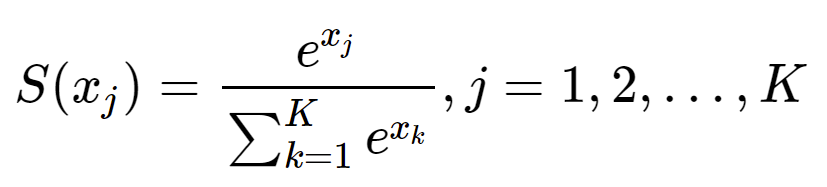 S(x_j) = \frac{e^{x_j}}{\sum_{k=1}^{K} e^{x_k}}, j = 1, 2, \ldots, K